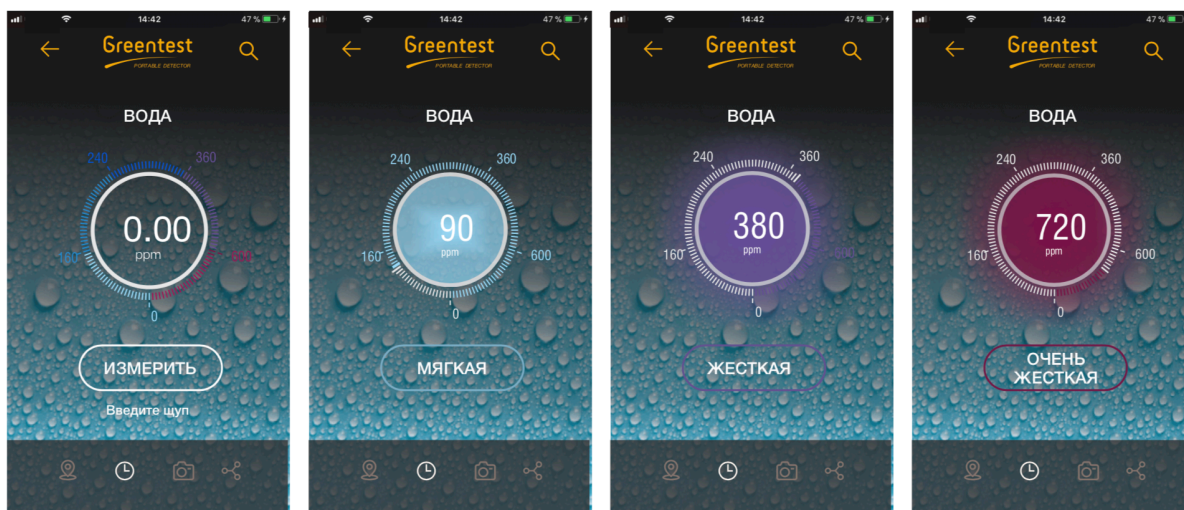 14:42
47 %
Greentest
PORTABLE DETECTOR
ВОДА
240
360
160
600
0.00
ppm
0
ИЗМЕРИТЬ
Введите щуп
14:42
47 %
Greentest
PORTABLE DETECTOR
ВОДА
240
360
160
600
90
ppm
0
МЯГКАЯ
14:42
47 %
Greentest
PORTABLE DETECTOR
ВОДА
240
360
160
380
ppm
0
ЖЕСТКАЯ
14:42
47 %
Greentest
PORTABLE DETECTOR
ВОДА
240
360
160
600
720
ppm
0
ОЧЕНЬ
ЖЕСТКАЯ